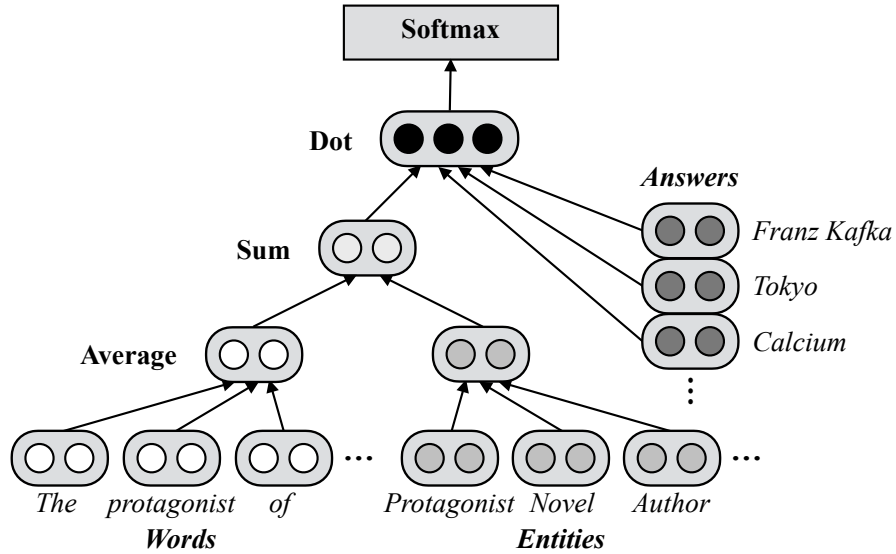 Softmax
Dot
Answers
Franz Kafka
Sum
Tokyo
Average
Calcium
⋮
... ...
The protagonist of Protagonist Novel Author
Words Entities